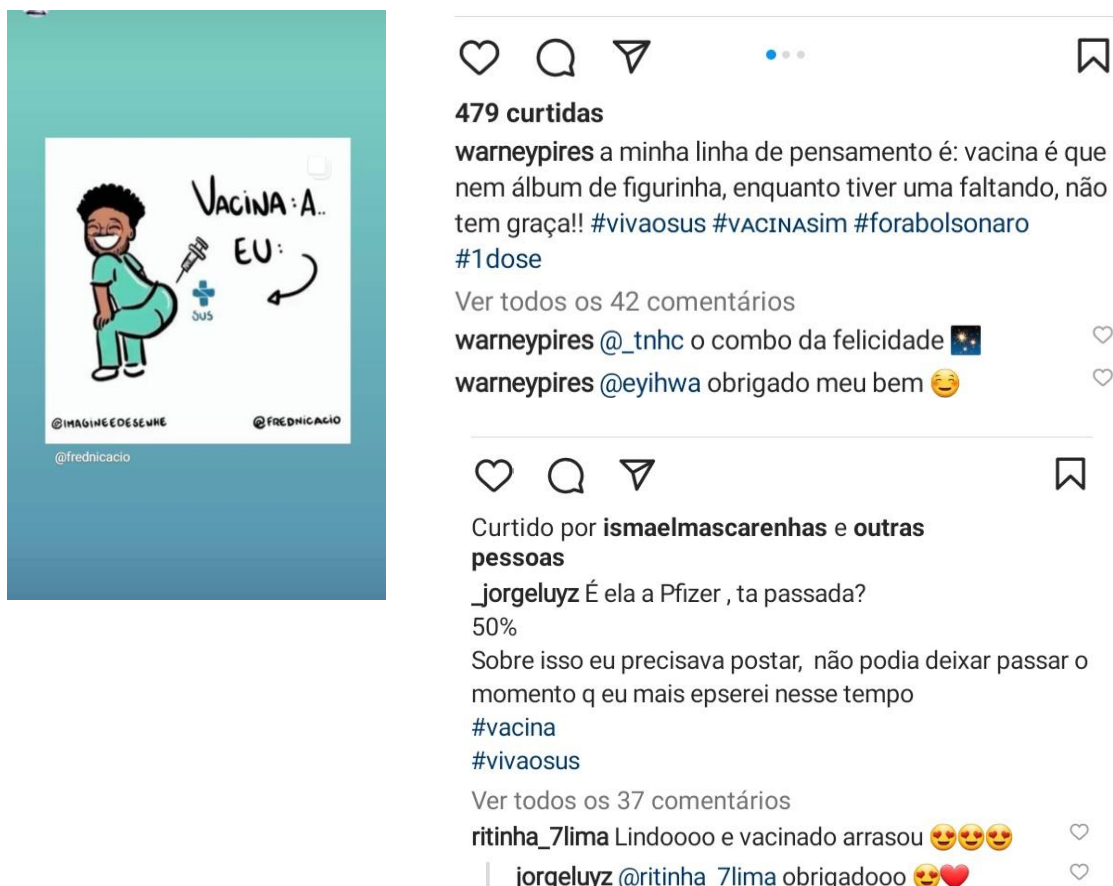 VACINA: A..
EU:
SUS
@IMAGINEEDESENHE
@FREDNICACIO
@frednicacio
479 curtidas
warneypires a minha linha de pensamento é: vacina é que
nem álbum de figurinha, enquanto tiver uma faltando, não
tem graça!! #vivaosus #VACINAsim #forabolsonaro
#1dose
Ver todos os 42 comentários
warneypires @_tnhc o combo da felicidade 🎇
warneypires @eyihwa obrigado meu bem ☺️
Curtido por ismaelmascarenhas e outras
pessoas
_jorgeluyz É ela a Pfizer , ta passada?
50%
Sobre isso eu precisava postar, não podia deixar passar o
momento q eu mais epserei nesse tempo
#vacina
#vivaosus
Ver todos os 37 comentários
ritinha_7lima Lindoooo e vacinado arrasou 😍😍😍
_jorgeluyz @ritinha_7lima obrigadooo 😍❤️